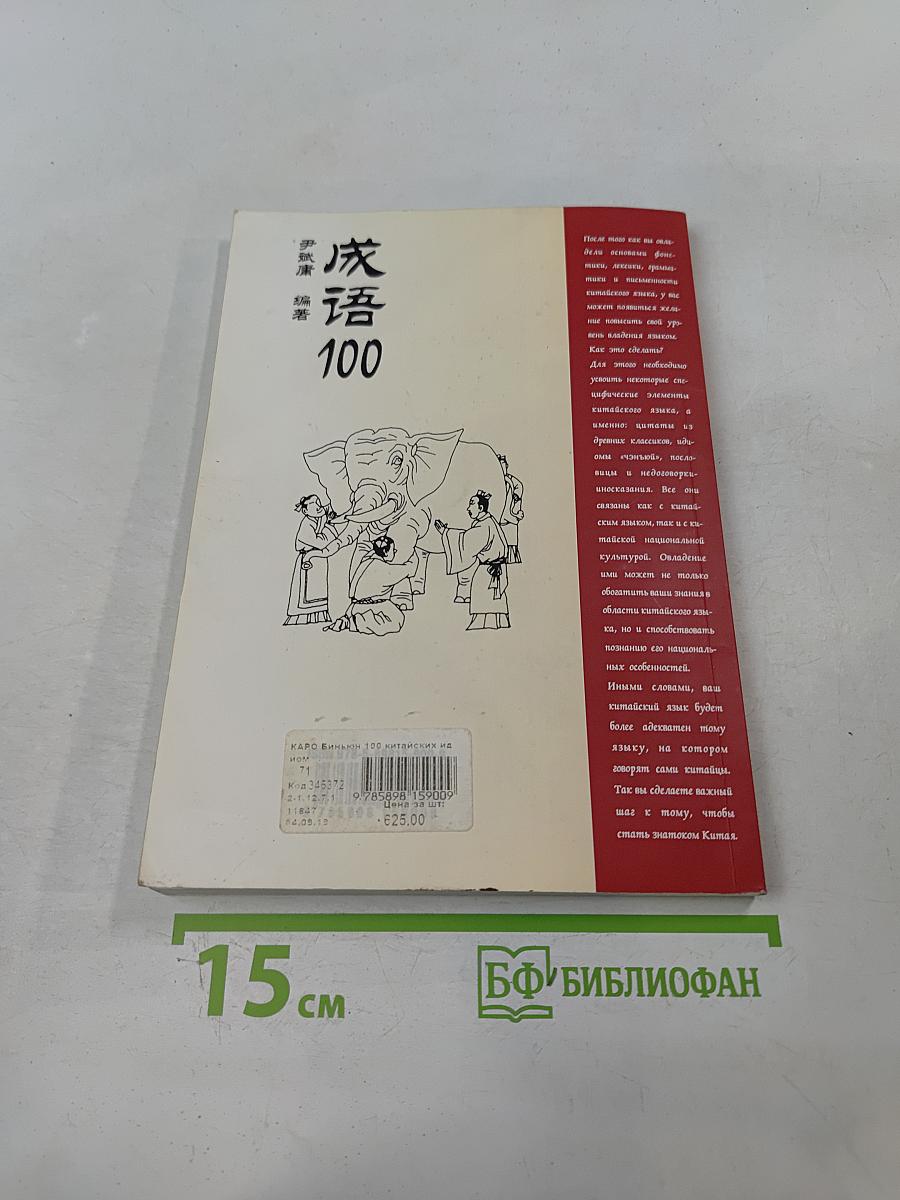 成语
100
尹斌庸 编著
После того как вы овла-
дели основами фоне-
тики, лексики, грамма-
тики и письменности
китайского языка, у вас
может появиться жела-
ние повысить свой уро-
вень владения языком.
Как это сделать?
Для этого необходимо
усвоить некоторые спе-
цифические элементы
китайского языка, а
именно: цитаты из
древних классиков, иди-
омы «чэнъюй», посло-
вицы и недоговорки-
иносказания. Все они
связаны как с китай-
ским языком, так и с ки-
тайской национальной
культурой. Овладение
ими может не только
обогатить ваши знания в
области китайского язы-
ка, но и способствовать
познанию его националь-
ных особенностей.
Иными словами, ваш
китайский язык будет
более адекватен тому
языку, на котором
говорят сами китайцы.
Так вы сделаете важный
шаг к тому, чтобы
стать знатоком Китая.
КАРО Биньюн 100 китайских ид
иом
71
Код 346372
2-1.12.7.1
11847
9 785898 159009
Цена за шт:
625.00
15 см
БФ БИБЛИОФАН